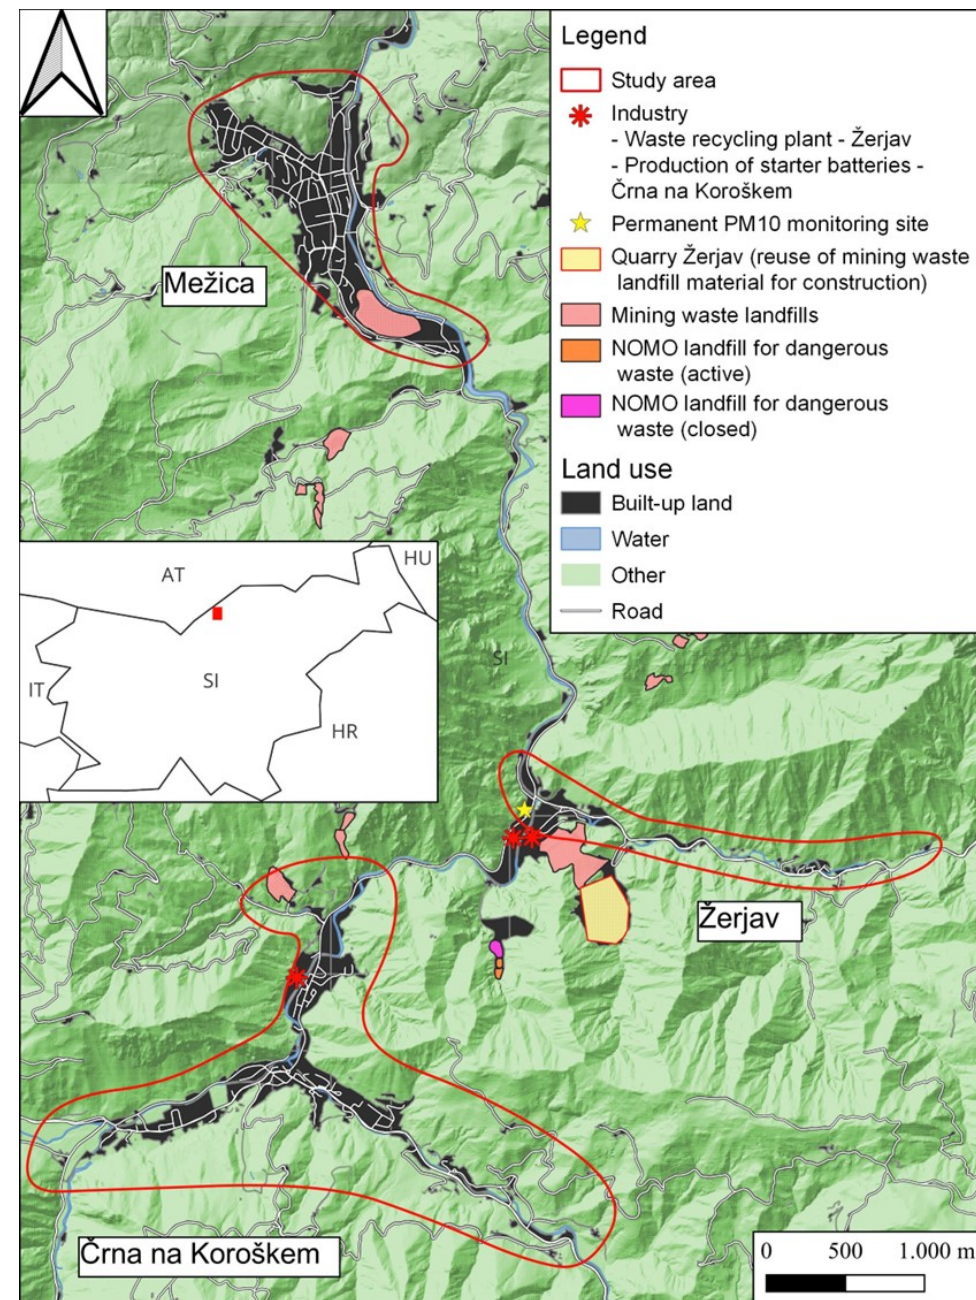 Legend
Study area
Industry
- Waste recycling plant - Žerjav
- Production of starter batteries -
Črna na Koroškem
Permanent PM10 monitoring site
Quarry Žerjav (reuse of mining waste
landfill material for construction)
Mining waste landfills
NOMO landfill for dangerous
waste (active)
NOMO landfill for dangerous
waste (closed)
Land use
Built-up land
Water
Other
Road
Mežica
AT
HU
IT
SI
HR
SI
Žerjav
Črna na Koroškem
0 500 1.000 m